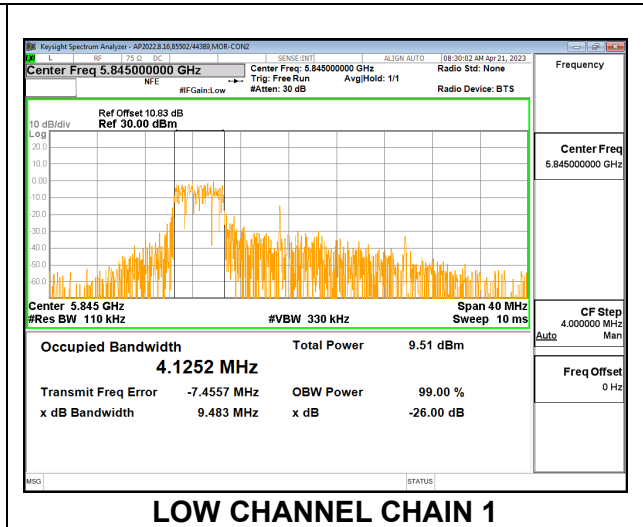 Keysight Spectrum Analyzer - AP2022.8.16,85502/44389,MOR-CON2
L RF 75 Ω DC SENSE:INT ALIGN AUTO 08:30:02 AM Apr 21, 2023
Center Freq 5.845000000 GHz
NFE
#IFGain:Low
Center Freq: 5.845000000 GHz
Trig: Free Run Avg|Hold: 1/1
#Atten: 30 dB
Radio Std: None
Radio Device: BTS
Frequency
Ref Offset 10.83 dB
10 dB/div Ref 30.00 dBm
Log
20.0
10.0
0.00
-10.0
-20.0
-30.0
-40.0
-50.0
-60.0
Center Freq
5.845000000 GHz
Center 5.845 GHz Span 40 MHz
#Res BW 110 kHz #VBW 330 kHz Sweep 10 ms
CF Step
4.000000 MHz
Auto Man
Occupied Bandwidth Total Power 9.51 dBm
4.1252 MHz
Transmit Freq Error -7.4557 MHz OBW Power 99.00 %
x dB Bandwidth 9.483 MHz x dB -26.00 dB
Freq Offset
0 Hz
MSG STATUS
LOW CHANNEL CHAIN 1